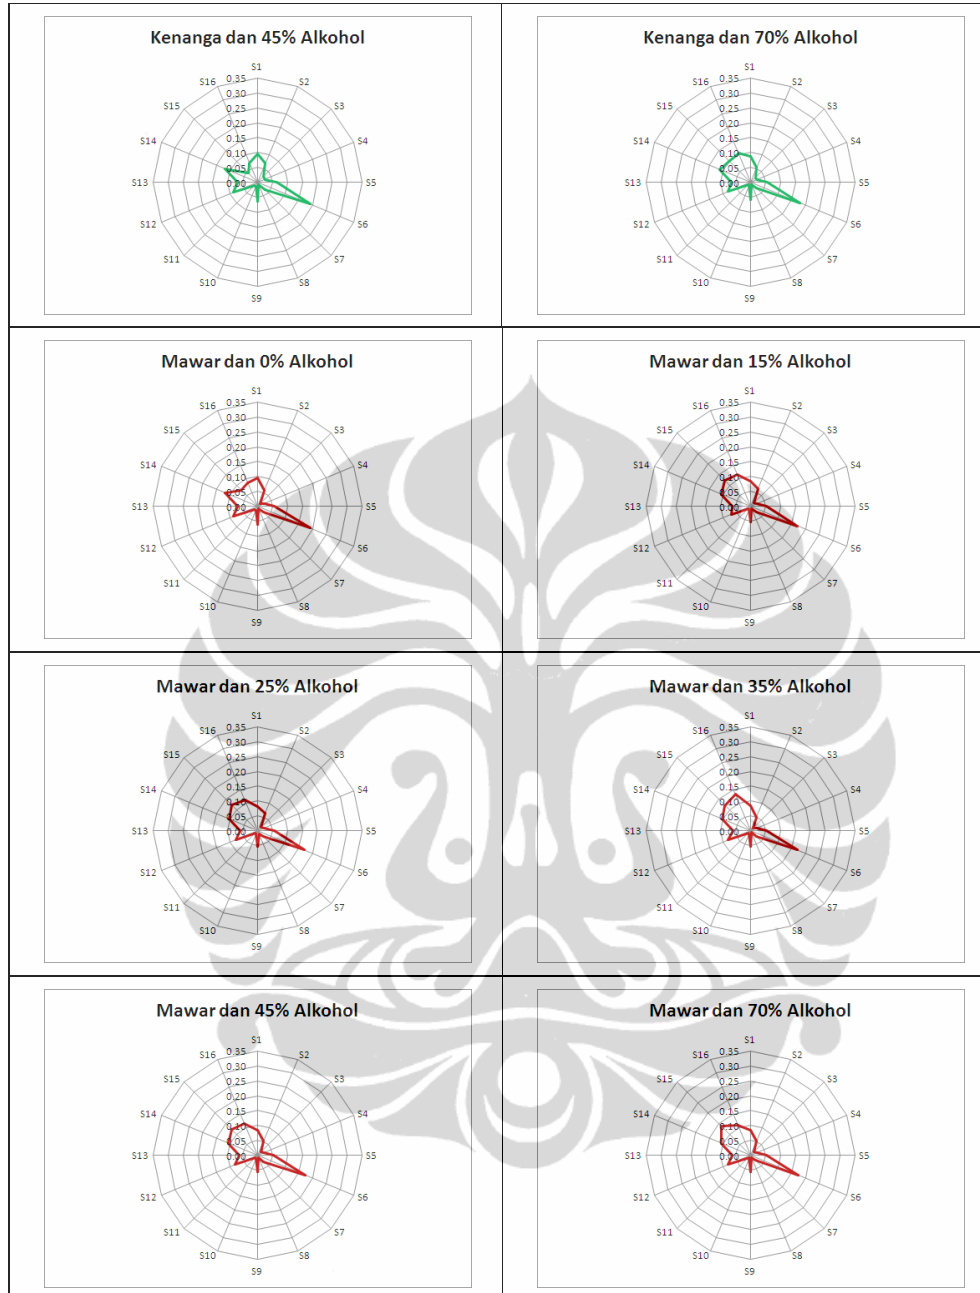 Kenanga dan 45% Alkohol
S1
S2
S3
S4
S5
S6
S7
S8
S9
S10
S11
S12
S13
S14
S15
S16
0.35
0.30
0.25
0.20
0.15
0.10
0.05
0.00
Kenanga dan 70% Alkohol
S1
S2
S3
S4
S5
S6
S7
S8
S9
S10
S11
S12
S13
S14
S15
S16
0.35
0.30
0.25
0.20
0.15
0.10
0.05
0.00
Mawar dan 0% Alkohol
S1
S2
S3
S4
S5
S6
S7
S8
S9
S10
S11
S12
S13
S14
S15
S16
0.35
0.30
0.25
0.20
0.15
0.10
0.05
0.00
Mawar dan 15% Alkohol
S1
S2
S3
S4
S5
S6
S7
S8
S9
S10
S11
S12
S13
S14
S15
S16
0.35
0.30
0.25
0.20
0.15
0.10
0.05
0.00
Mawar dan 25% Alkohol
S1
S2
S3
S4
S5
S6
S7
S8
S9
S10
S11
S12
S13
S14
S15
S16
0.35
0.30
0.25
0.20
0.15
0.10
0.05
0.00
Mawar dan 35% Alkohol
S1
S2
S3
S4
S5
S6
S7
S8
S9
S10
S11
S12
S13
S14
S15
S16
0.35
0.30
0.25
0.20
0.15
0.10
0.05
0.00
Mawar dan 45% Alkohol
S1
S2
S3
S4
S5
S6
S7
S8
S9
S10
S11
S12
S13
S14
S15
S16
0.35
0.30
0.25
0.20
0.15
0.10
0.05
0.00
Mawar dan 70% Alkohol
S1
S2
S3
S4
S5
S6
S7
S8
S9
S10
S11
S12
S13
S14
S15
S16
0.35
0.30
0.25
0.20
0.15
0.10
0.05
0.00